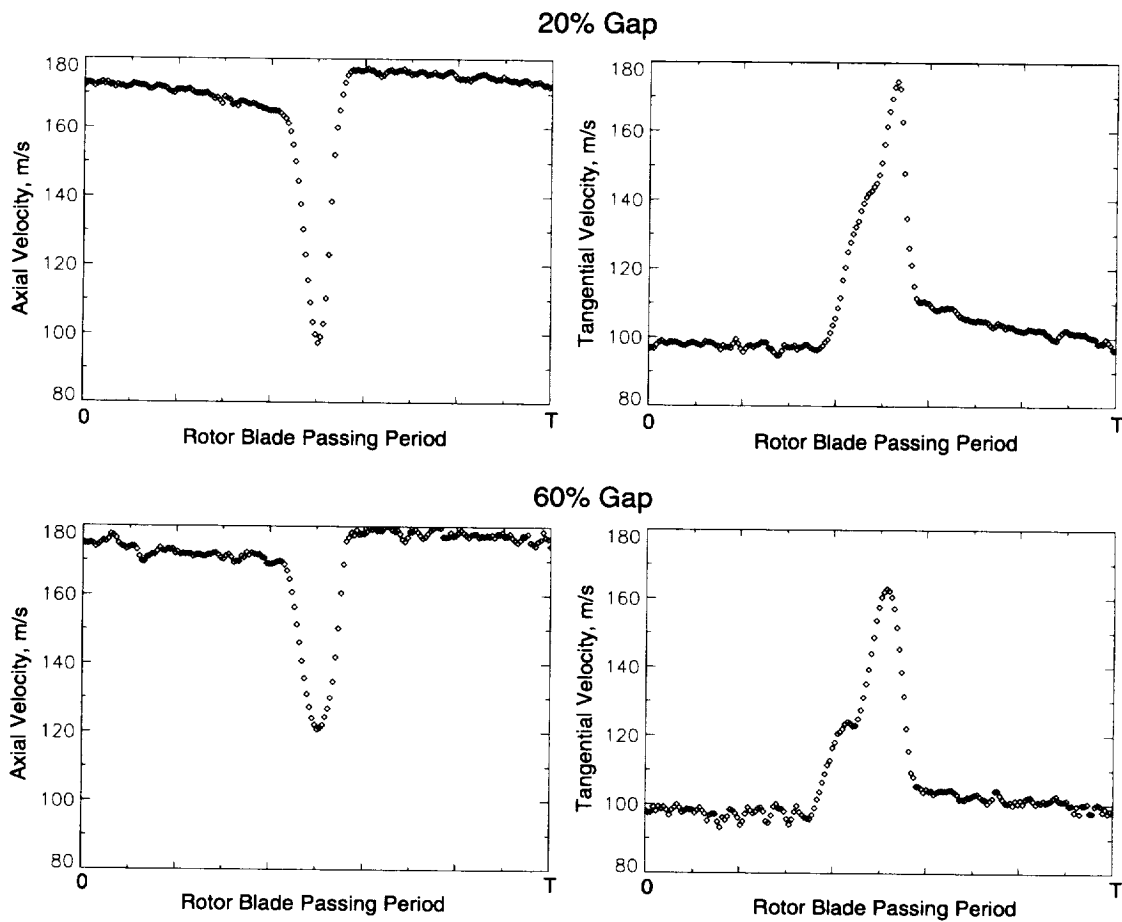 20% Gap
180
160
140
120
100
80
Axial Velocity, m/s
0
T
Rotor Blade Passing Period
180
160
140
120
100
80
Tangential Velocity, m/s
0
T
Rotor Blade Passing Period
60% Gap
180
160
140
120
100
80
Axial Velocity, m/s
0
T
Rotor Blade Passing Period
180
160
140
120
100
80
Tangential Velocity, m/s
0
T
Rotor Blade Passing Period